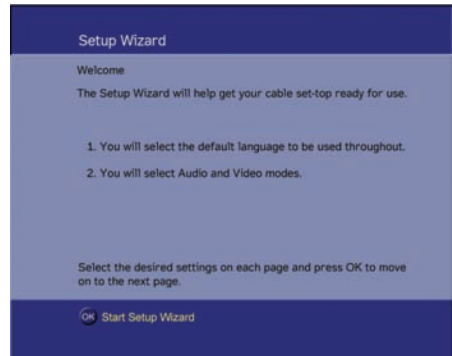 Setup Wizard
Welcome
The Setup Wizard will help get your cable set-top ready for use.
1. You will select the default language to be used throughout.
2. You will select Audio and Video modes.
Select the desired settings on each page and press OK to move
on to the next page.
OK Start Setup Wizard